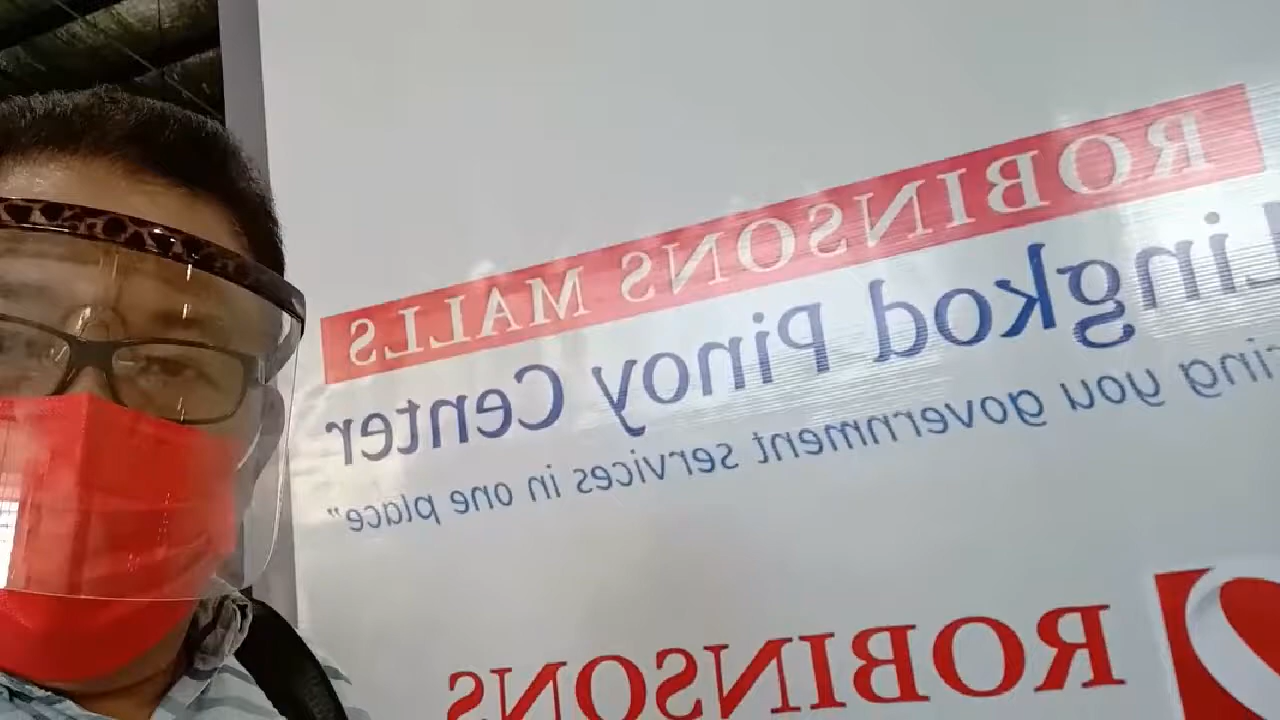 ROBINSONS MALLS
Lingkod Pinoy Center
you government services in one place"
ROBINSONS